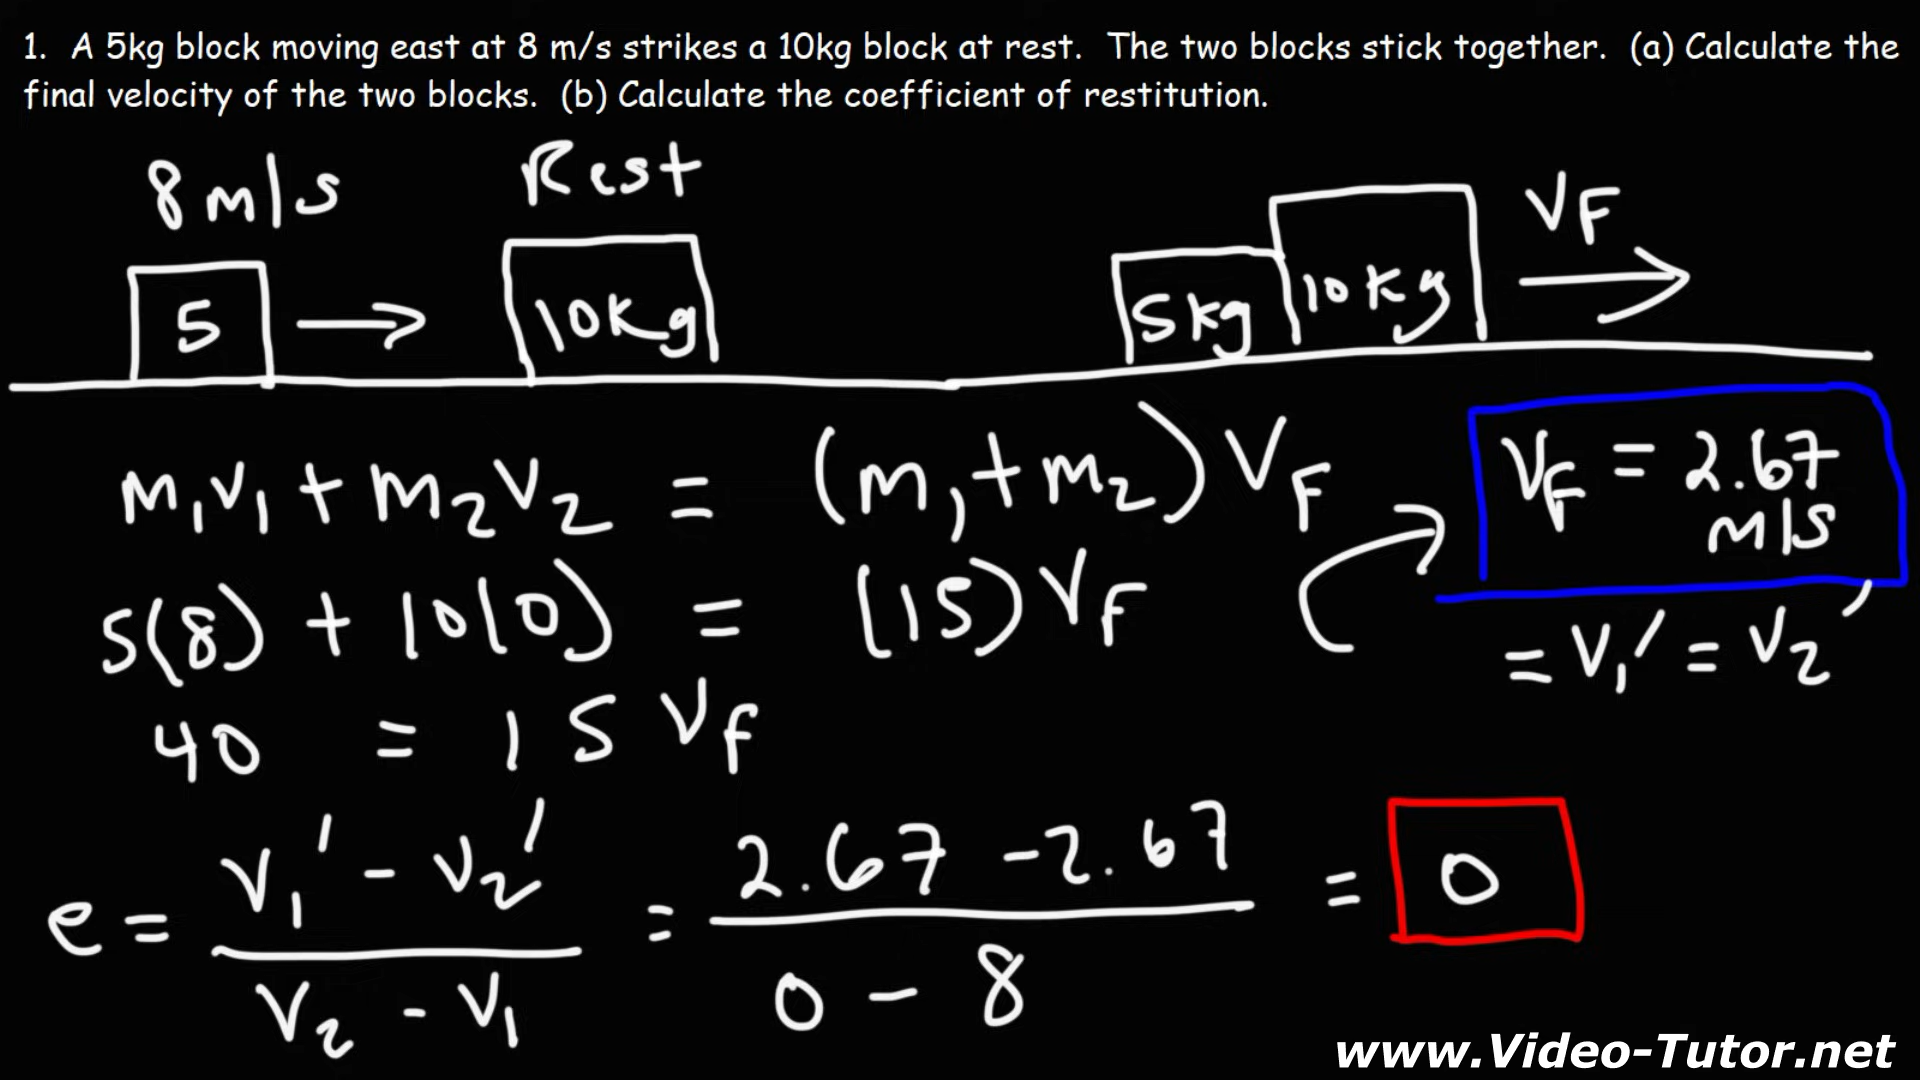 1. A 5kg block moving east at 8 m/s strikes a 10kg block at rest. The two blocks stick together. (a) Calculate the
final velocity of the two blocks. (b) Calculate the coefficient of restitution.
8 m/s Rest VF
5 → 10kg 5kg 10kg →
m₁v₁ + m₂v₂ = (m₁+m₂) VF
VF = 2.67
m/s
5(8) + 10(0) = (15) VF
= V₁' = V₂'
40 = 15 Vf
e = (V₁' - V₂')/(V₂ - V₁) = (2.67 - 2.67)/(0 - 8) = 0
www.Video-Tutor.net